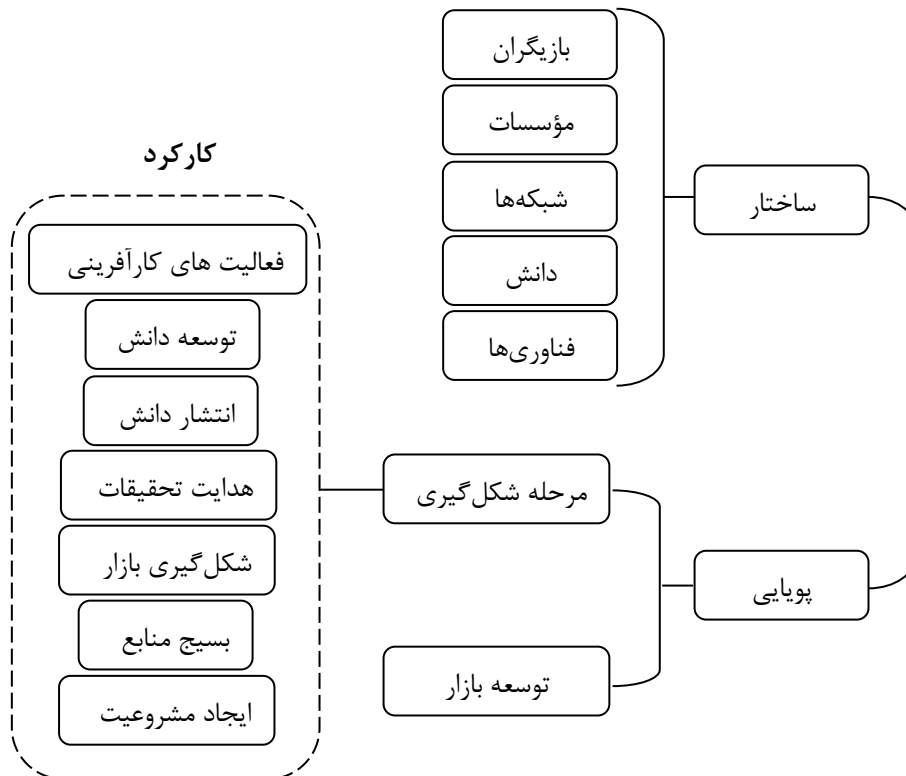 ساختار
بازیگران
مؤسسات
شبکه‌ها
دانش
فناوری‌ها
پویایی
مرحله شکل‌گیری
توسعه بازار
کارکرد
فعالیت های کارآفرینی
توسعه دانش
انتشار دانش
هدایت تحقیقات
شکل‌گیری بازار
بسیج منابع
ایجاد مشروعیت